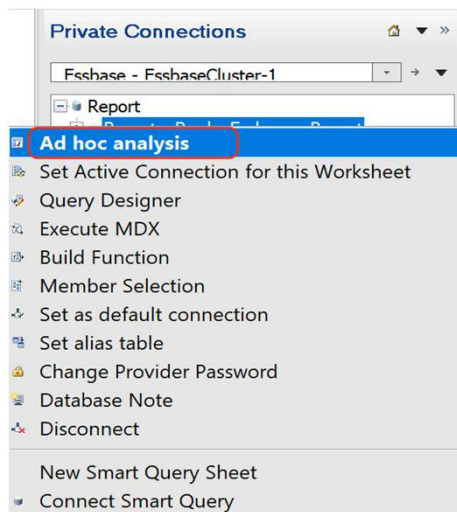 Private Connections
Essbase - EssbaseCluster-1
Report
Ad hoc analysis
Set Active Connection for this Worksheet
Query Designer
Execute MDX
Build Function
Member Selection
Set as default connection
Set alias table
Change Provider Password
Database Note
Disconnect
New Smart Query Sheet
Connect Smart Query